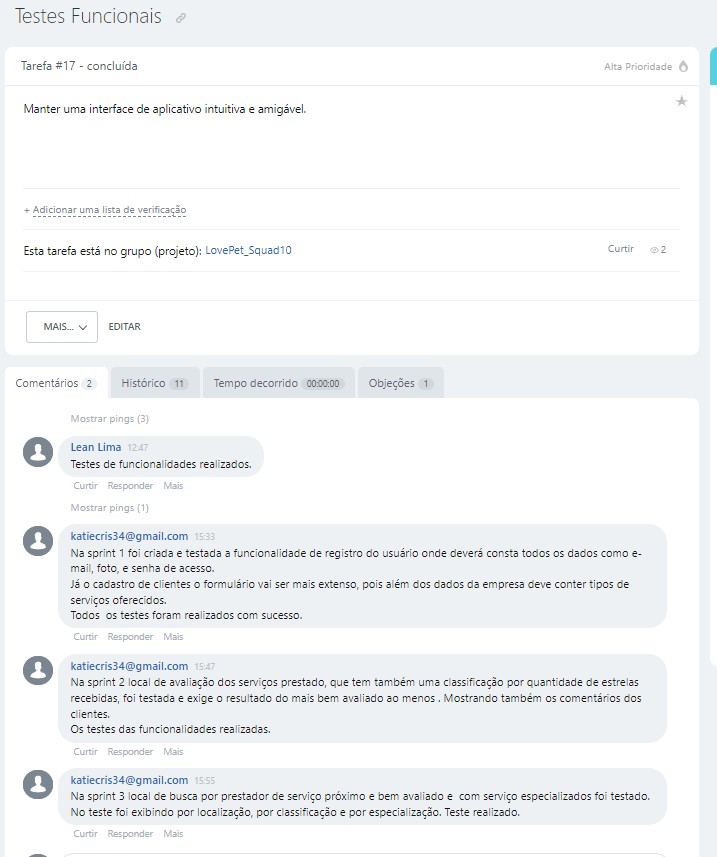 Testes Funcionais
Tarefa #17 - concluída
Alta Prioridade
Manter uma interface de aplicativo intuitiva e amigável.
+ Adicionar uma lista de verificação
Esta tarefa está no grupo (projeto): LovePet_Squad10
Curtir 2
MAIS... EDITAR
Comentários 2 Histórico 11 Tempo decorrido 00:00:00 Objeções 1
Mostrar pings (3)
Lean Lima 12:47
Testes de funcionalidades realizados.
Curtir Responder Mais
Mostrar pings (1)
katiecris34@gmail.com 15:33
Na sprint 1 foi criada e testada a funcionalidade de registro do usuário onde deverá consta todos os dados como e-
mail, foto, e senha de acesso.
Já o cadastro de clientes o formulário vai ser mais extenso, pois além dos dados da empresa deve conter tipos de
serviços oferecidos.
Todos os testes foram realizados com sucesso.
Curtir Responder Mais
katiecris34@gmail.com 15:47
Na sprint 2 local de avaliação dos serviços prestado, que tem também uma classificação por quantidade de estrelas
recebidas, foi testada e exige o resultado do mais bem avaliado ao menos . Mostrando também os comentários dos
clientes.
Os testes das funcionalidades realizadas.
Curtir Responder Mais
katiecris34@gmail.com 15:55
Na sprint 3 local de busca por prestador de serviço próximo e bem avaliado e com serviço especializados foi testado.
No teste foi exibindo por localização, por classificação e por especialização. Teste realizado.
Curtir Responder Mais